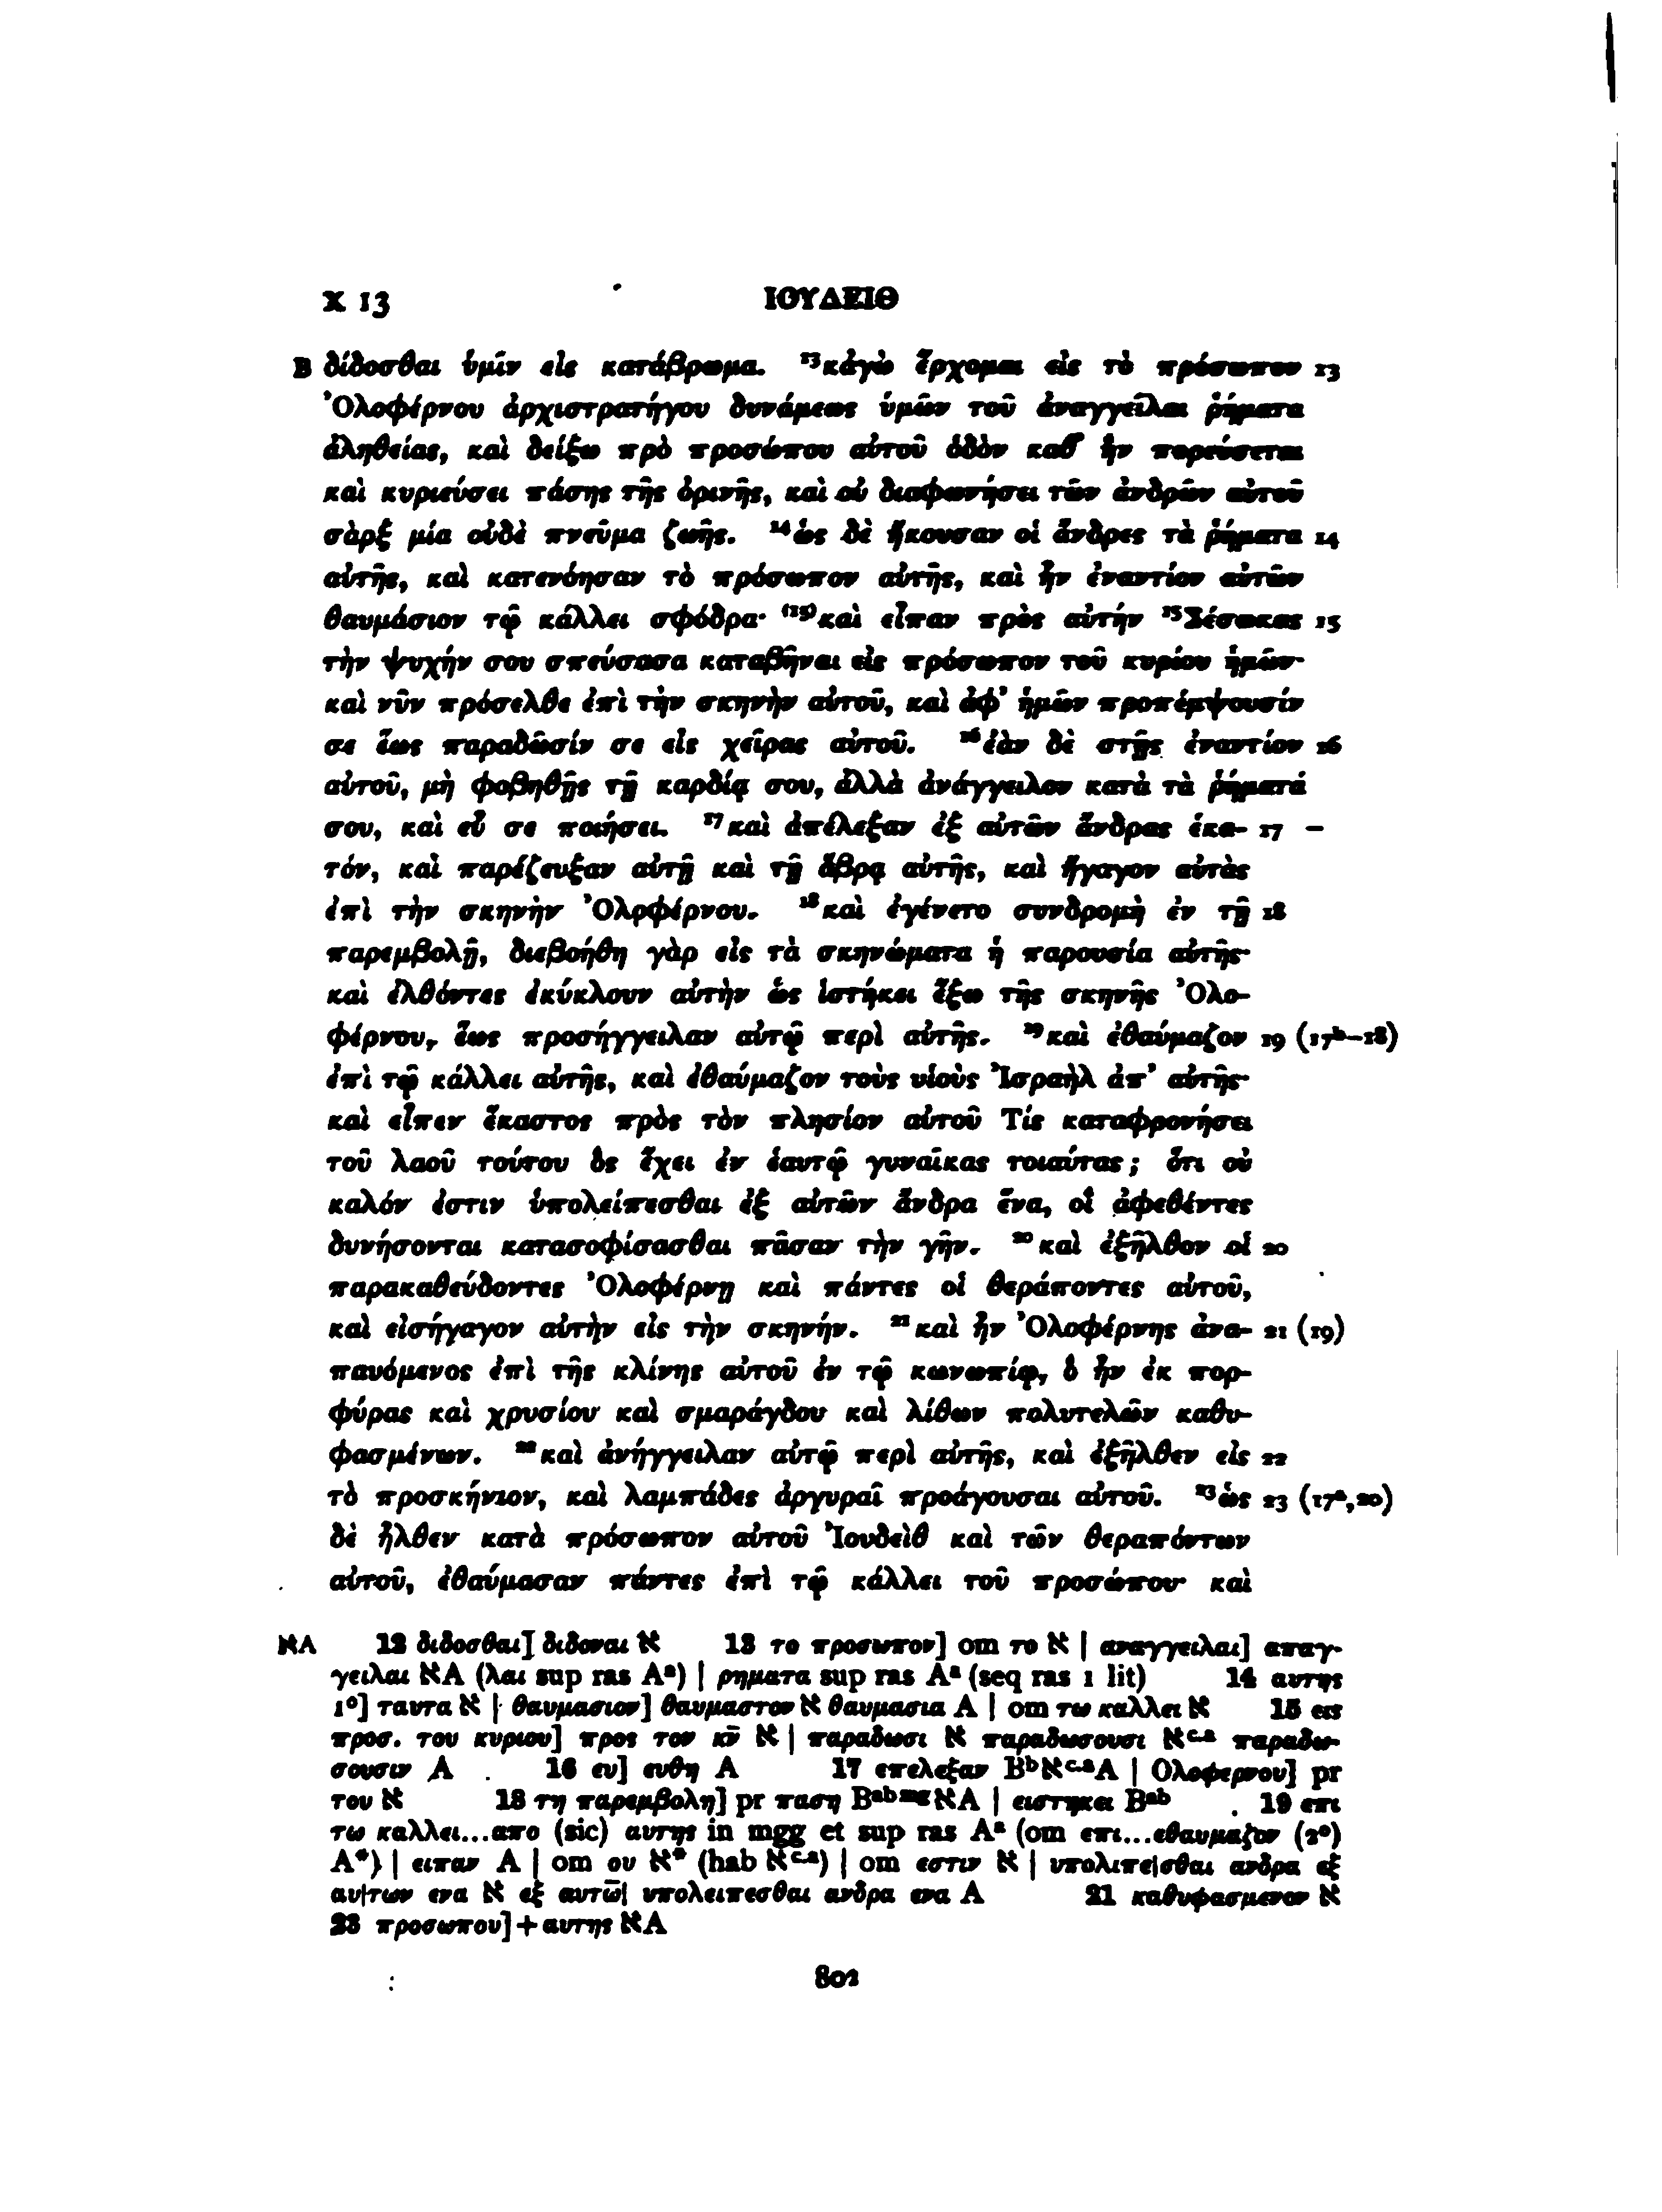 X 13 ΙΟΥΔΕΙΘ
B δίδοσθαι ὑμῖν εἰς κατάβρωμα. ¹³κἀγὼ ἔρχομαι εἰς τὸ πρόσωπον 13
Ὀλοφέρνου ἀρχιστρατήγου δυνάμεως ὑμῶν τοῦ ἀναγγεῖλαι ῥήματα
ἀληθείας, καὶ δείξω πρὸ προσώπου αὐτοῦ ὁδὸν καθ᾽ ἣν πορεύσεται
καὶ κυριεύσει πάσης τῆς ὀρινῆς, καὶ οὐ διαφωνήσει τῶν ἀνδρῶν αὐτοῦ
σὰρξ μία οὐδὲ πνεῦμα ζωῆς. ¹⁴ὡς δὲ ἤκουσαν οἱ ἄνδρες τὰ ῥήματα 14
αὐτῆς, καὶ κατενόησαν τὸ πρόσωπον αὐτῆς, καὶ ἦν ἐναντίον αὐτῶν
θαυμάσιον τῷ κάλλει σφόδρα· ⁽¹⁵⁾καὶ εἶπαν πρὸς αὐτήν ¹⁵Σέσωκας 15
τὴν ψυχήν σου σπεύσασα καταβῆναι εἰς πρόσωπον τοῦ κυρίου ἡμῶν·
καὶ νῦν πρόσελθε ἐπὶ τὴν σκηνὴν αὐτοῦ, καὶ ἀφ᾽ ἡμῶν προπέμψουσίν
σε ἕως παραδῶσίν σε εἰς χεῖρας αὐτοῦ. ¹⁶ἐὰν δὲ στῇς ἐναντίον 16
αὐτοῦ, μὴ φοβηθῇς τῇ καρδίᾳ σου, ἀλλὰ ἀνάγγειλον κατὰ τὰ ῥήματά
σου, καὶ εὖ σε ποιήσει. ¹⁷καὶ ἀπέλεξαν ἐξ αὐτῶν ἄνδρας ἑκα- 17
τόν, καὶ παρέζευξαν αὐτῇ καὶ τῇ ἅβρᾳ αὐτῆς, καὶ ἤγαγον αὐτὰς
ἐπὶ τὴν σκηνὴν Ὀλοφέρνου. ¹⁸καὶ ἐγένετο συνδρομὴ ἐν τῇ 18
παρεμβολῇ, διεβοήθη γὰρ εἰς τὰ σκηνώματα ἡ παρουσία αὐτῆς·
καὶ ἐλθόντες ἐκύκλουν αὐτὴν ὡς ἱστήκει ἔξω τῆς σκηνῆς Ὀλο-
φέρνου, ἕως προσήγγειλαν αὐτῷ περὶ αὐτῆς. ¹⁹καὶ ἐθαύμαζον 19 (17ᵇ–18)
ἐπὶ τῷ κάλλει αὐτῆς, καὶ ἐθαύμαζον τοὺς υἱοὺς Ἰσραὴλ ἀπ᾽ αὐτῆς·
καὶ εἶπεν ἕκαστος πρὸς τὸν πλησίον αὐτοῦ Τίς καταφρονήσει
τοῦ λαοῦ τούτου ὃς ἔχει ἐν ἑαυτῷ γυναῖκας τοιαύτας; ὅτι οὐ
καλόν ἐστιν ὑπολείπεσθαι ἐξ αὐτῶν ἄνδρα ἕνα, οἳ ἀφεθέντες
δυνήσονται κατασοφίσασθαι πᾶσαν τὴν γῆν. ²⁰καὶ ἐξῆλθον οἱ 20
παρακαθεύδοντες Ὀλοφέρνῃ καὶ πάντες οἱ θεράποντες αὐτοῦ,
καὶ εἰσήγαγον αὐτὴν εἰς τὴν σκηνήν. ²¹καὶ ἦν Ὀλοφέρνης ἀνα- 21 (19)
παυόμενος ἐπὶ τῆς κλίνης αὐτοῦ ἐν τῷ κωνωπίῳ, ὃ ἦν ἐκ πορ-
φύρας καὶ χρυσίου καὶ σμαράγδου καὶ λίθων πολυτελῶν καθυ-
φασμένων. ²²καὶ ἀνήγγειλαν αὐτῷ περὶ αὐτῆς, καὶ ἐξῆλθεν εἰς 22
τὸ προσκήνιον, καὶ λαμπάδες ἀργυραῖ προάγουσαι αὐτοῦ. ²³ὡς 23 (17ᵃ,20)
δὲ ἦλθεν κατὰ πρόσωπον αὐτοῦ Ἰουδεὶθ καὶ τῶν θεραπόντων
αὐτοῦ, ἐθαύμασαν πάντες ἐπὶ τῷ κάλλει τοῦ προσώπου· καὶ
ℵA 12 διδοσθαι] διδοναι ℵ 13 το προσωπον] om το ℵ | αναγγειλαι] απαγ-
γειλαι ℵA (λαι sup ras Aᵃ) | ρηματα sup ras Aᵃ (seq ras 1 lit) 14 αυτης
1°] ταυτα ℵ | θαυμασιον] θαυμαστον ℵ θαυμασια A | om τω καλλει ℵ 15 εις
προσ. του κυριου] προς τον κν̄ ℵ | παραδωσι ℵ παραδωσουσι ℵᶜ·ᵃ παραδω-
σουσιν A 16 ευ] ευθη A 17 επελεξαν Bᵇℵᶜ·ᵃA | Ολοφερνου] pr
του ℵ 18 τη παρεμβολη] pr παση BᵃᵇᵐᵍℵA | ειστηκει Bᵃᵇ 19 επι
τω καλλει...απο (sic) αυτης in mgg et sup ras Aᵃ (om επι...εθαυμαζον (2°)
A*) | ειπαν A | om ου ℵ* (hab ℵᶜ·ᵃ) | om εστιν ℵ | υπολιπε|σθαι ανδρα εξ
αυ|των ενα ℵ εξ αυτω̄| υπολειπεσθαι ανδρα ενα A 21 καθυφασμενον ℵ
23 προσωπου]+αυτης ℵA
802